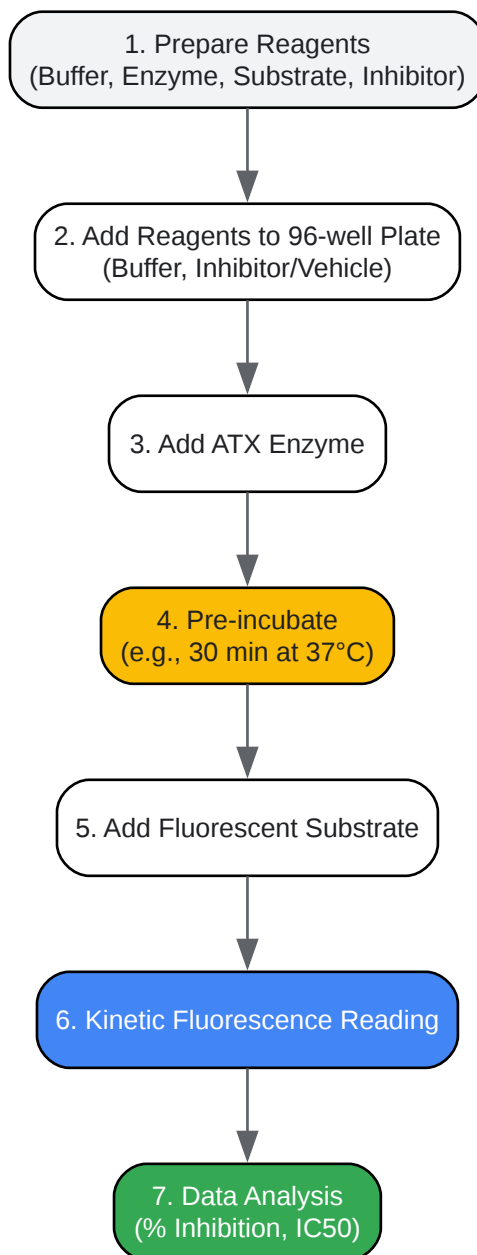 1. Prepare Reagents
(Buffer, Enzyme, Substrate, Inhibitor)
2. Add Reagents to 96-well Plate
(Buffer, Inhibitor/Vehicle)
3. Add ATX Enzyme
4. Pre-incubate
(e.g., 30 min at 37°C)
5. Add Fluorescent Substrate
6. Kinetic Fluorescence Reading
7. Data Analysis
(% Inhibition, IC50)